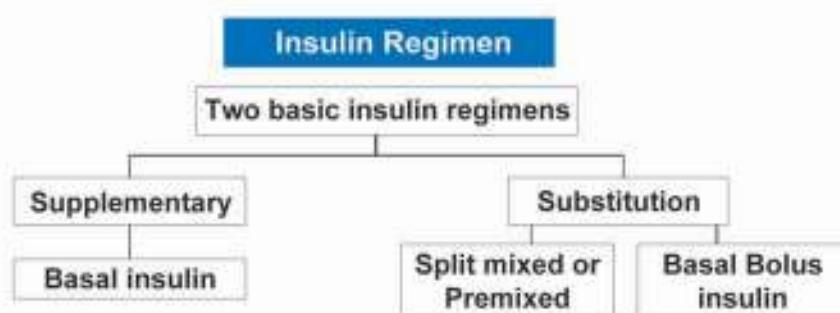 Insulin Regimen
Two basic insulin regimens
Supplementary
Substitution
Basal insulin
Split mixed or
Premixed
Basal Bolus
insulin